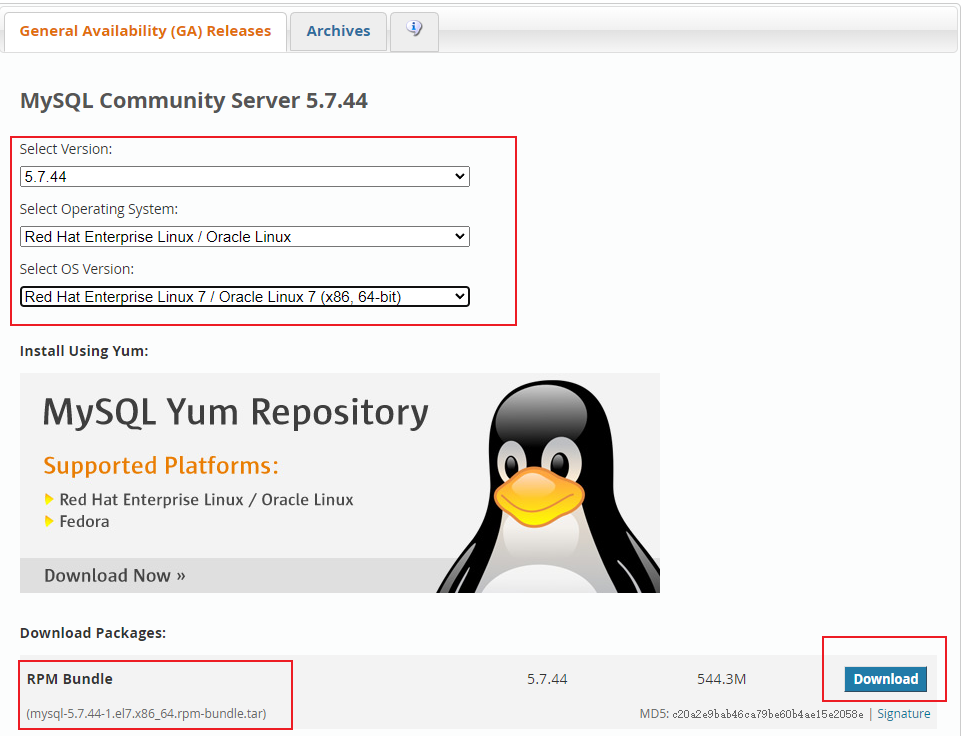 General Availability (GA) Releases
Archives
MySQL Community Server 5.7.44
Select Version:
5.7.44
Select Operating System:
Red Hat Enterprise Linux / Oracle Linux
Select OS Version:
Red Hat Enterprise Linux 7 / Oracle Linux 7 (x86, 64-bit)
Install Using Yum:
MySQL Yum Repository
Supported Platforms:
Red Hat Enterprise Linux / Oracle Linux
Fedora
Download Now »
Download Packages:
RPM Bundle 5.7.44 544.3M Download
(mysql-5.7.44-1.el7.x86_64.rpm-bundle.tar) MD5: c20a2e9bab46ca79be60b4ae15e2058e | Signature